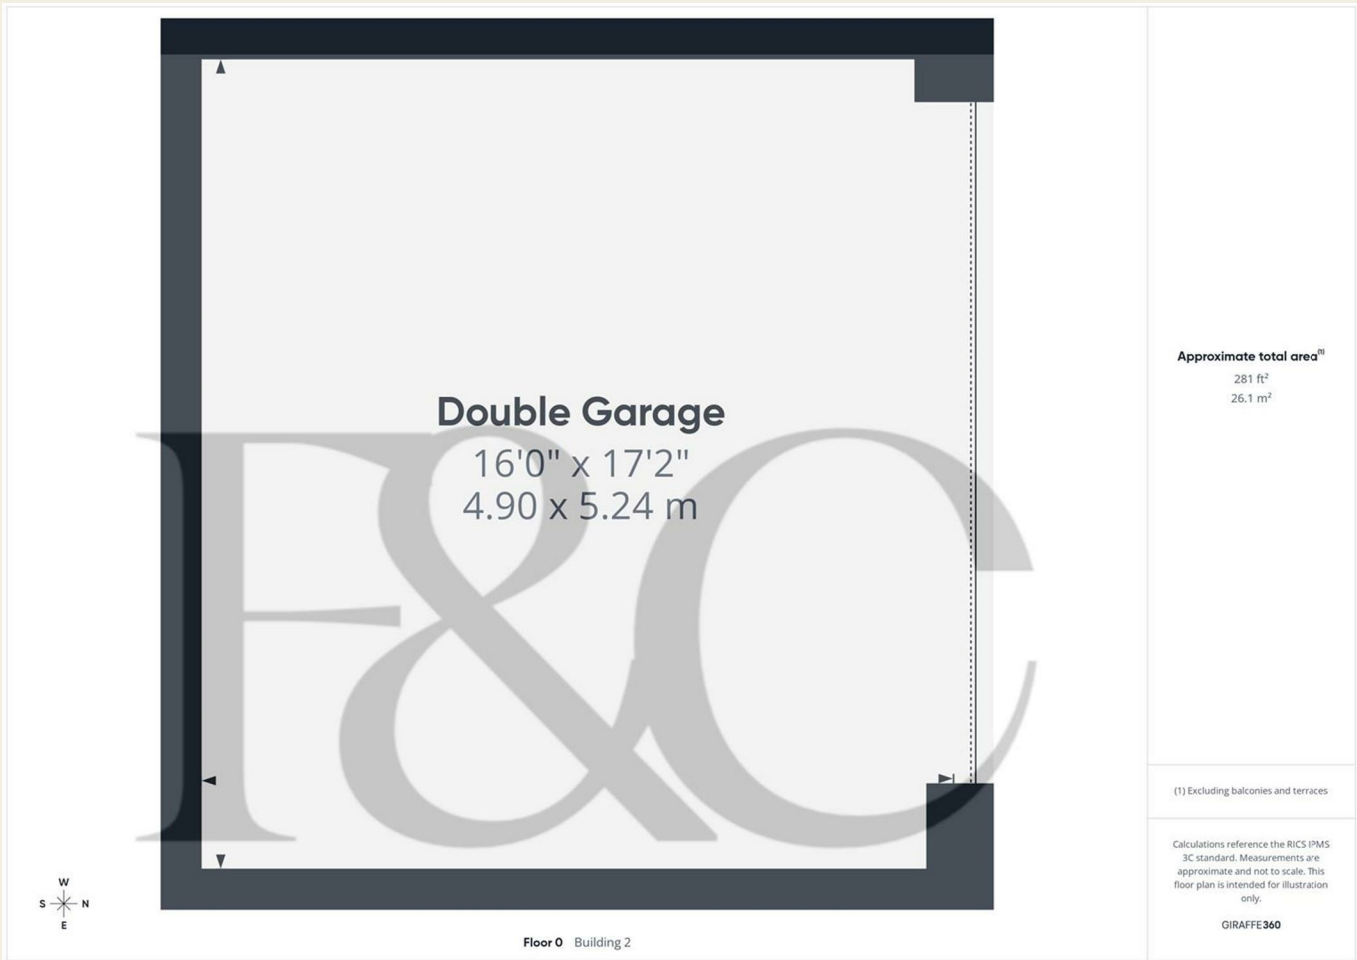 Double Garage
16'0" x 17'2"
4.90 x 5.24 m
F&C
W
S N
E
Floor 0 Building 2
Approximate total area(1)
281 ft²
26.1 m²
(1) Excluding balconies and terraces
Calculations reference the RICS IPMS
3C standard. Measurements are
approximate and not to scale. This
floor plan is intended for illustration
only.
GIRAFFE360